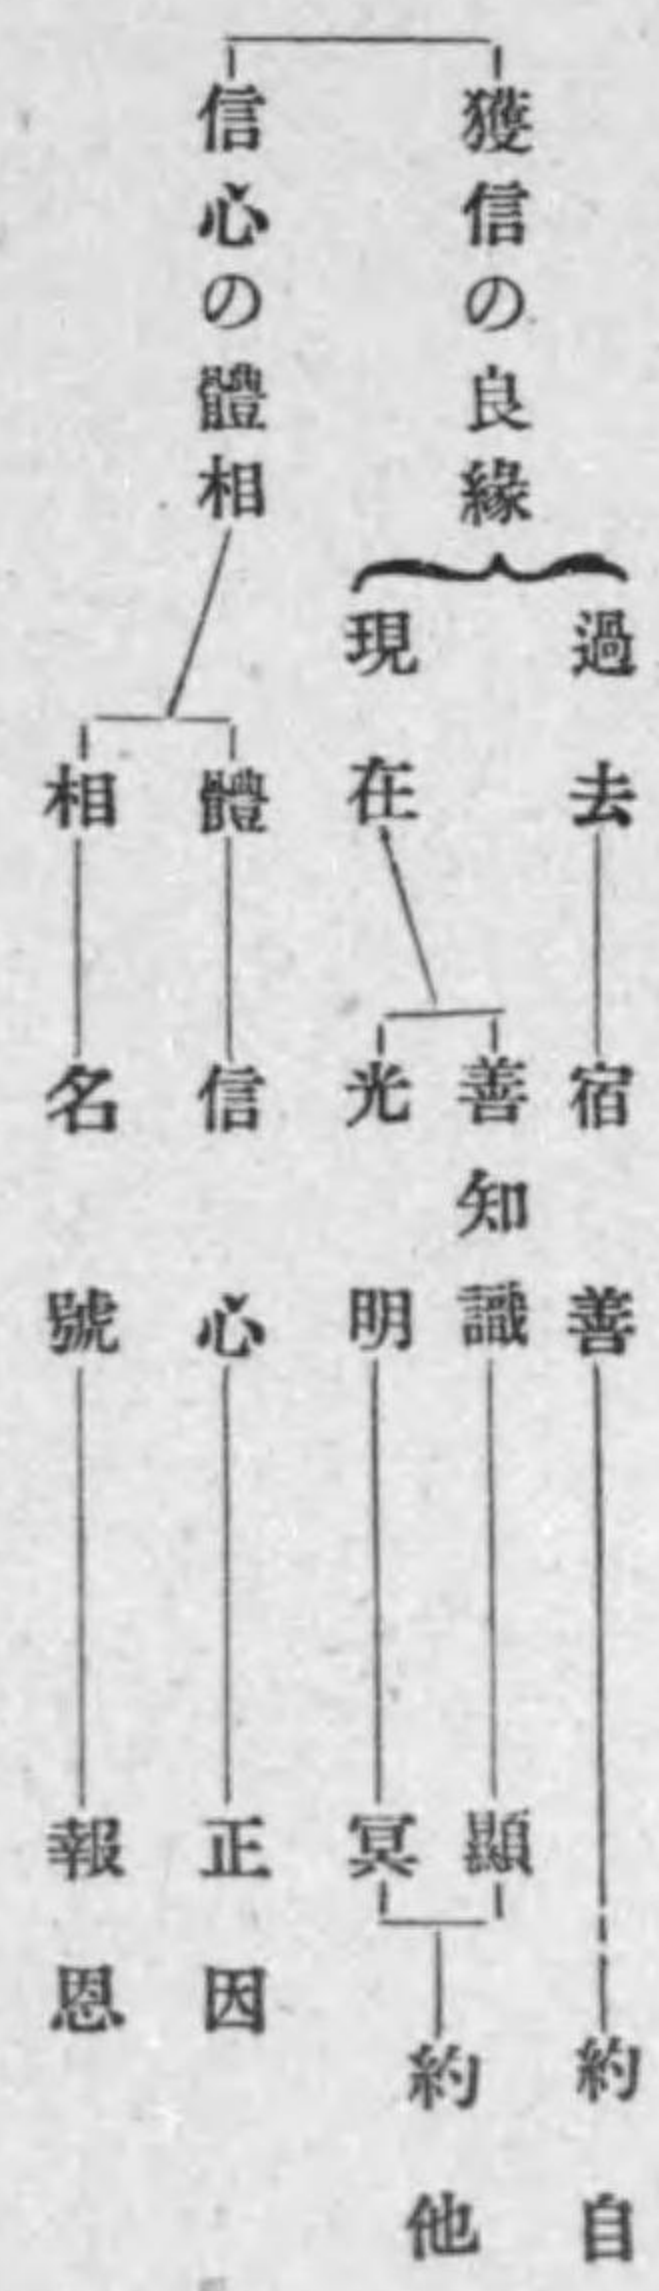 獲信の良縁
過去
宿善
約自
現在
善知識
顯
光明
冥
約他
信心の體相
體
信心
正因
相
名號
報恩